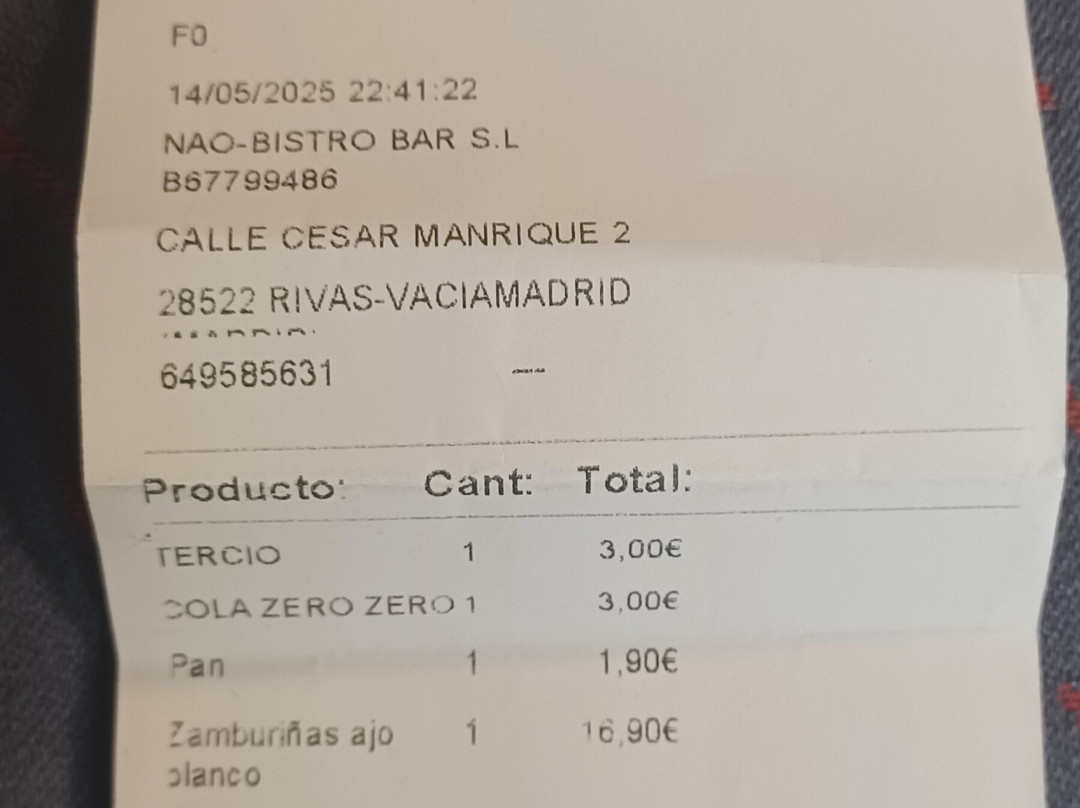 F0
14/05/2025 22:41:22
NAO-BISTRO BAR S.L
B67799486
CALLE CESAR MANRIQUE 2
28522 RIVAS-VACIAMADRID
649585631
Producto: Cant: Total:
TERCIO 1 3,00€
COLA ZERO ZERO 1 3,00€
Pan 1 1,90€
Zamburiñas ajo 1 16,90€
blanco